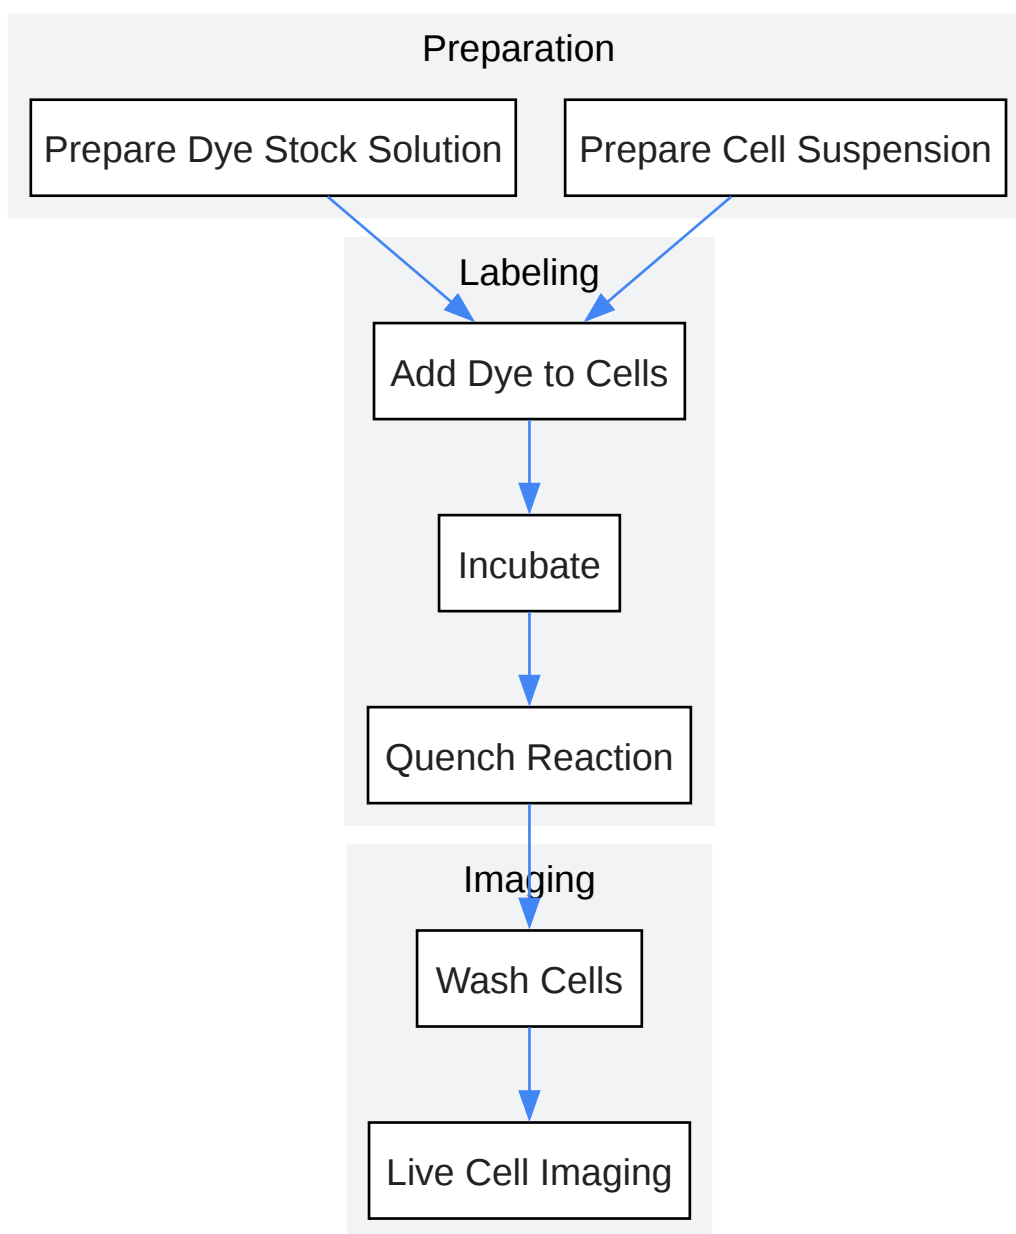 Preparation
Prepare Dye Stock Solution
Prepare Cell Suspension
Labeling
Add Dye to Cells
Incubate
Quench Reaction
Imaging
Wash Cells
Live Cell Imaging